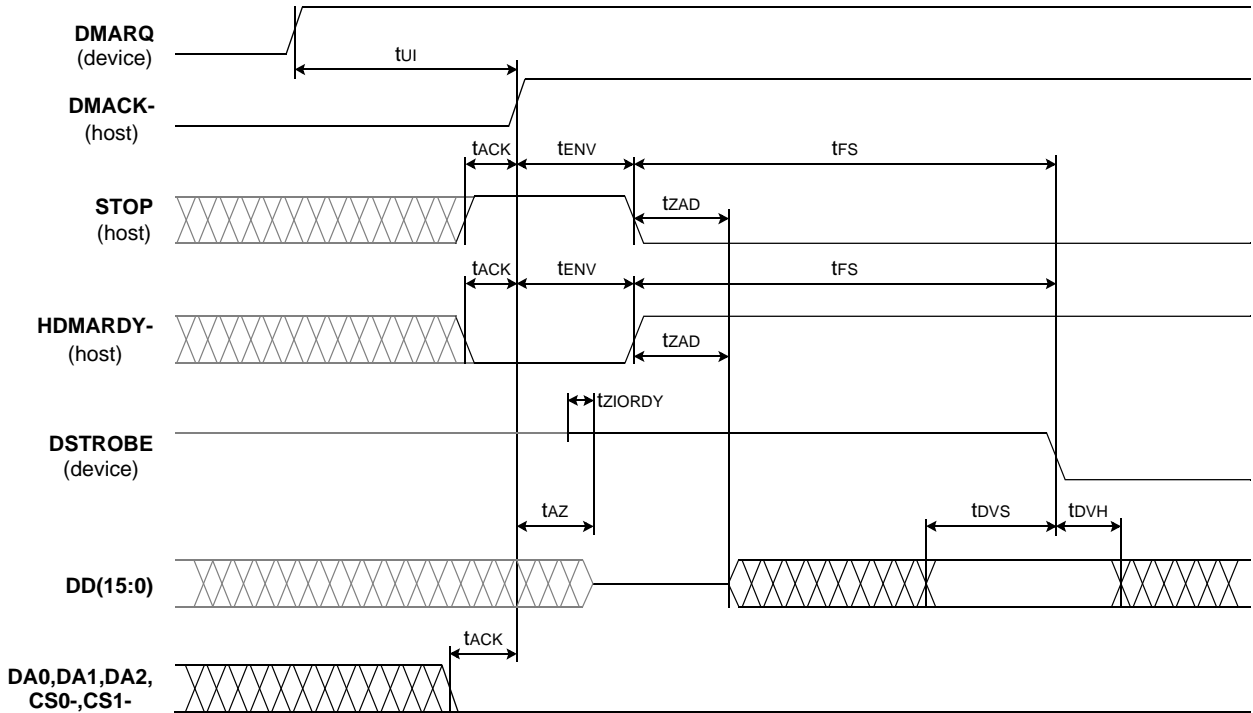 DMARQ
(device)
tUI
DMACK-
(host)
tACK
tENV
tFS
STOP
(host)
tZAD
tACK
tENV
tFS
HDMARDY-
(host)
tZAD
tZIORDY
DSTROBE
(device)
tAZ
tDVS
tDVH
DD(15:0)
tACK
DA0,DA1,DA2,
CS0-,CS1-